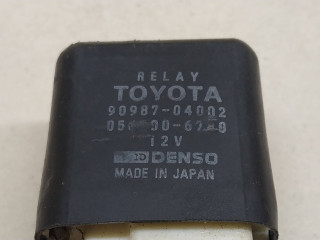 RELAY
TOYOTA
90987-04002
12V
DENSO
MADE IN JAPAN